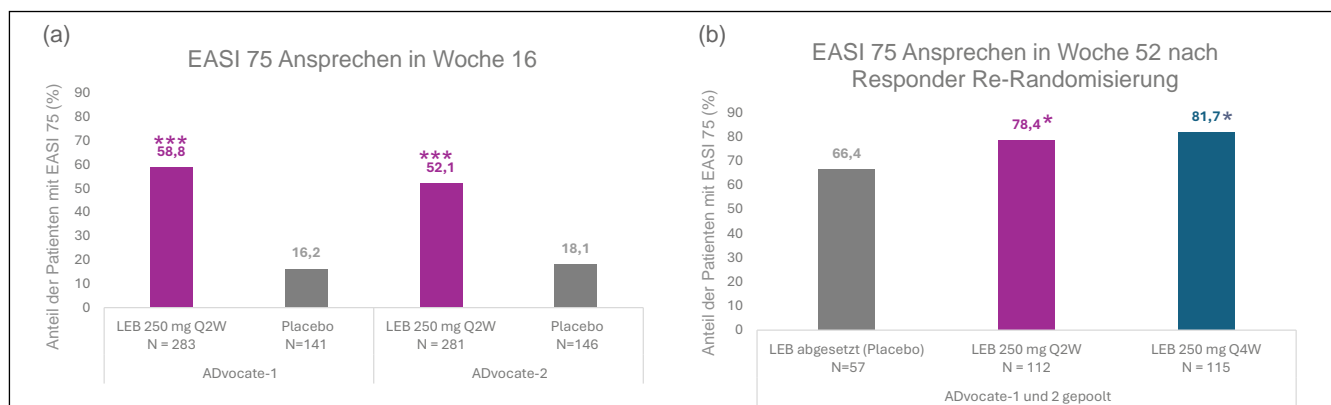 (a)
EASI 75 Ansprechen in Woche 16
Anteil der Patienten mit EASI 75 (%)
90
80
70
60
50
40
30
20
10
0
***
58,8
16,2
***
52,1
18,1
LEB 250 mg Q2W
N = 283
Placebo
N=141
LEB 250 mg Q2W
N = 281
Placebo
N=146
ADvocate-1
ADvocate-2
(b)
EASI 75 Ansprechen in Woche 52 nach
Responder Re-Randomisierung
Anteil der Patienten mit EASI 75 (%)
90
80
70
60
50
40
30
20
10
0
66,4
78,4 *
81,7 *
LEB abgesetzt (Placebo)
N=57
LEB 250 mg Q2W
N = 112
LEB 250 mg Q4W
N = 115
ADvocate-1 und 2 gepoolt